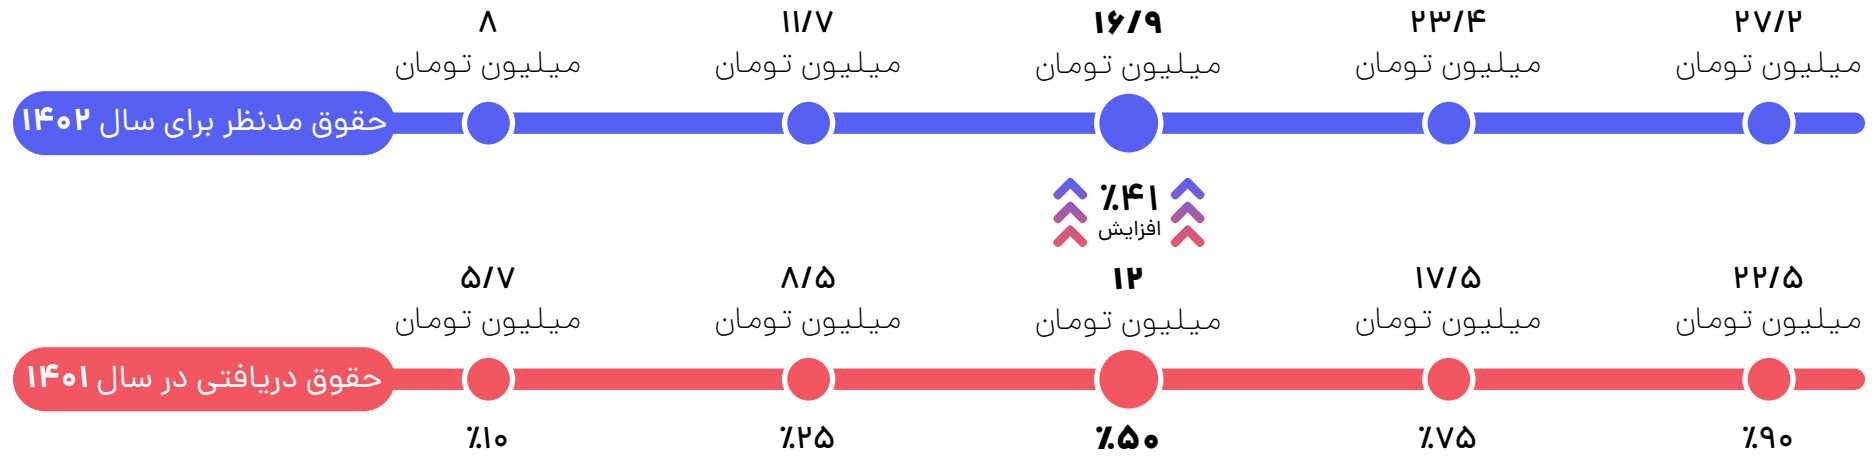 ۸
میلیون تومان
۱۱/۷
میلیون تومان
۱۶/۹
میلیون تومان
۲۳/۴
میلیون تومان
۲۷/۲
میلیون تومان
حقوق مدنظر برای سال ۱۴۰۲
٪۴۱
افزایش
۵/۷
میلیون تومان
۸/۵
میلیون تومان
۱۲
میلیون تومان
۱۷/۵
میلیون تومان
۲۲/۵
میلیون تومان
حقوق دریافتی در سال ۱۴۰۱
٪۱۰
٪۲۵
٪۵۰
٪۷۵
٪۹۰